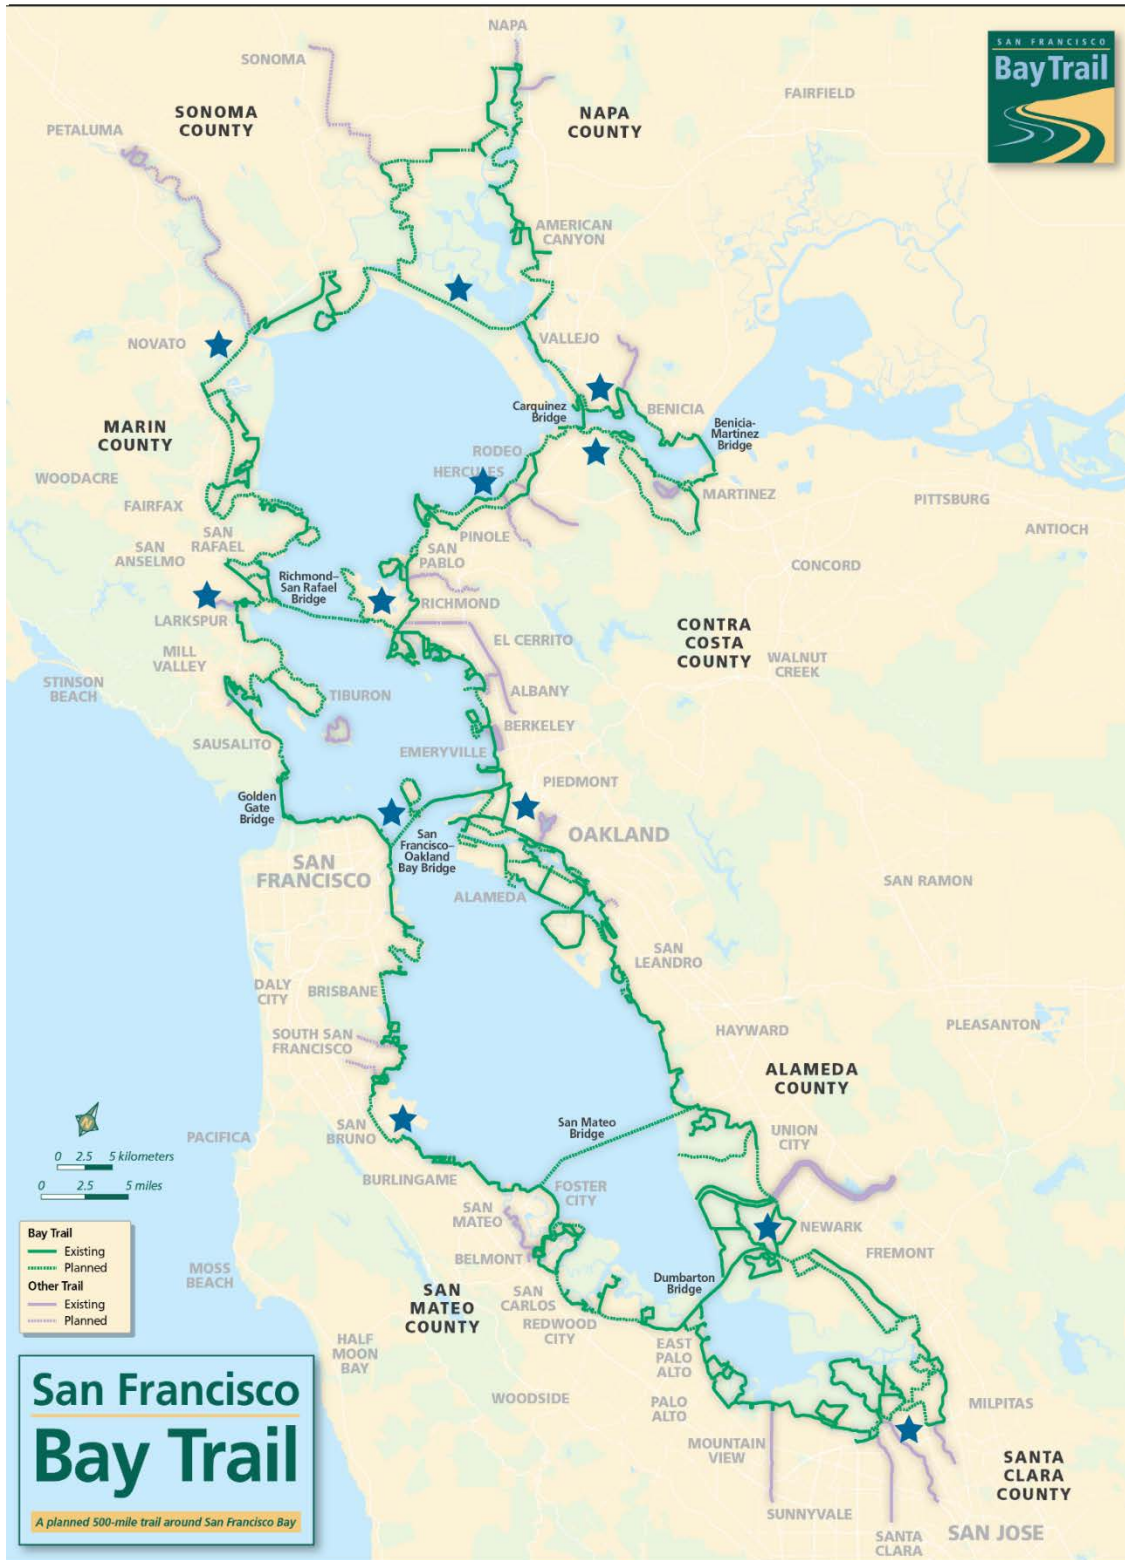 NAPA
SAN FRANCISCO
Bay Trail
SONOMA
FAIRFIELD
SONOMA
COUNTY
NAPA
COUNTY
PETALUMA
AMERICAN
CANYON
NOVATO
VALLEJO
Carquinez
Bridge
BENICIA
Benicia-
Martinez
Bridge
MARIN
COUNTY
RODEO
HERCULES
WOODACRE
MARTINEZ
PITTSBURG
FAIRFAX
ANTIOCH
SAN
RAFAEL
PINOLE
SAN
ANSELMO
SAN
PABLO
CONCORD
Richmond–
San Rafael
Bridge
RICHMOND
LARKSPUR
CONTRA
COSTA
COUNTY
EL CERRITO
MILL
VALLEY
WALNUT
CREEK
STINSON
BEACH
TIBURON
ALBANY
BERKELEY
SAUSALITO
EMERYVILLE
PIEDMONT
Golden
Gate
Bridge
OAKLAND
San
Francisco–
Oakland
Bay Bridge
SAN
FRANCISCO
ALAMEDA
SAN RAMON
SAN
LEANDRO
DALY
CITY
BRISBANE
HAYWARD
PLEASANTON
SOUTH SAN
FRANCISCO
ALAMEDA
COUNTY
N
San Mateo
Bridge
SAN
BRUNO
UNION
CITY
PACIFICA
0 2.5 5 kilometers
0 2.5 5 miles
BURLINGAME
FOSTER
CITY
SAN
MATEO
NEWARK
Bay Trail
Existing
Planned
Other Trail
Existing
Planned
FREMONT
BELMONT
MOSS
BEACH
Dumbarton
Bridge
SAN
MATEO
COUNTY
SAN
CARLOS
REDWOOD
CITY
HALF
MOON
BAY
EAST
PALO
ALTO
WOODSIDE
PALO
ALTO
MILPITAS
San Francisco
Bay Trail
A planned 500-mile trail around San Francisco Bay
MOUNTAIN
VIEW
SANTA
CLARA
COUNTY
SUNNYVALE
SANTA
CLARA
SAN JOSE